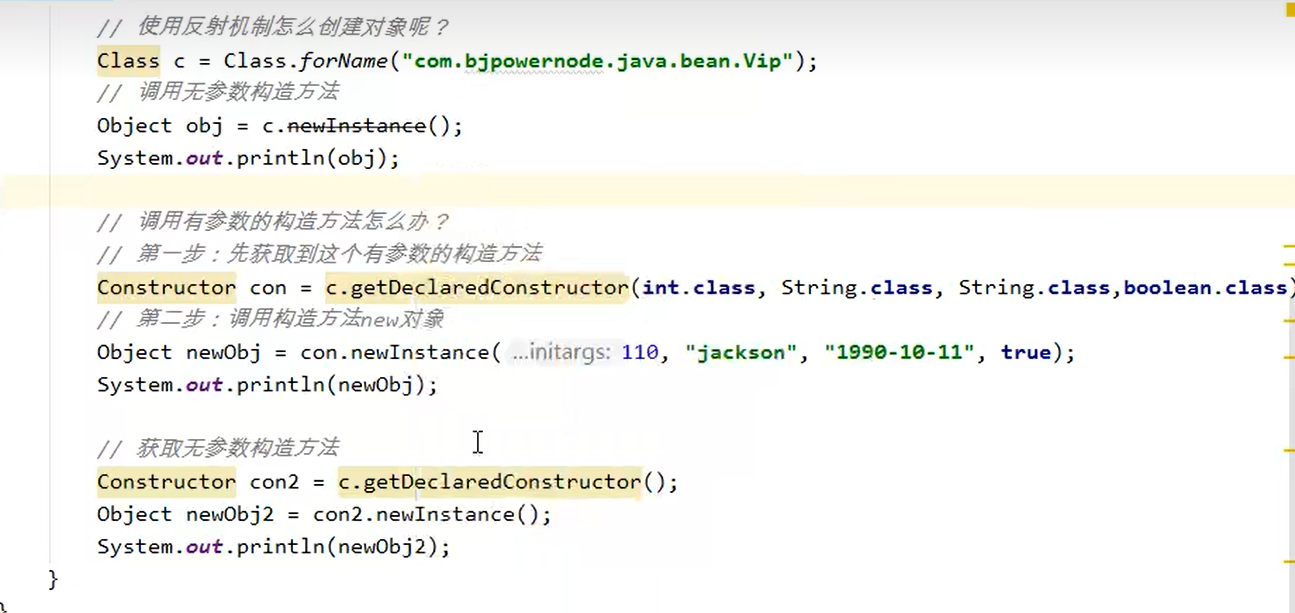 // 使用反射机制怎么创建对象呢？
Class c = Class.forName("com.bjpowernode.java.bean.Vip");
// 调用无参数构造方法
Object obj = c.newInstance();
System.out.println(obj);
// 调用有参数的构造方法怎么办？
// 第一步：先获取到这个有参数的构造方法
Constructor con = c.getDeclaredConstructor(int.class, String.class, String.class,boolean.class)
// 第二步：调用构造方法new对象
Object newObj = con.newInstance( ...initargs: 110, "jackson", "1990-10-11", true);
System.out.println(newObj);
// 获取无参数构造方法
Constructor con2 = c.getDeclaredConstructor();
Object newObj2 = con2.newInstance();
System.out.println(newObj2);
}
}